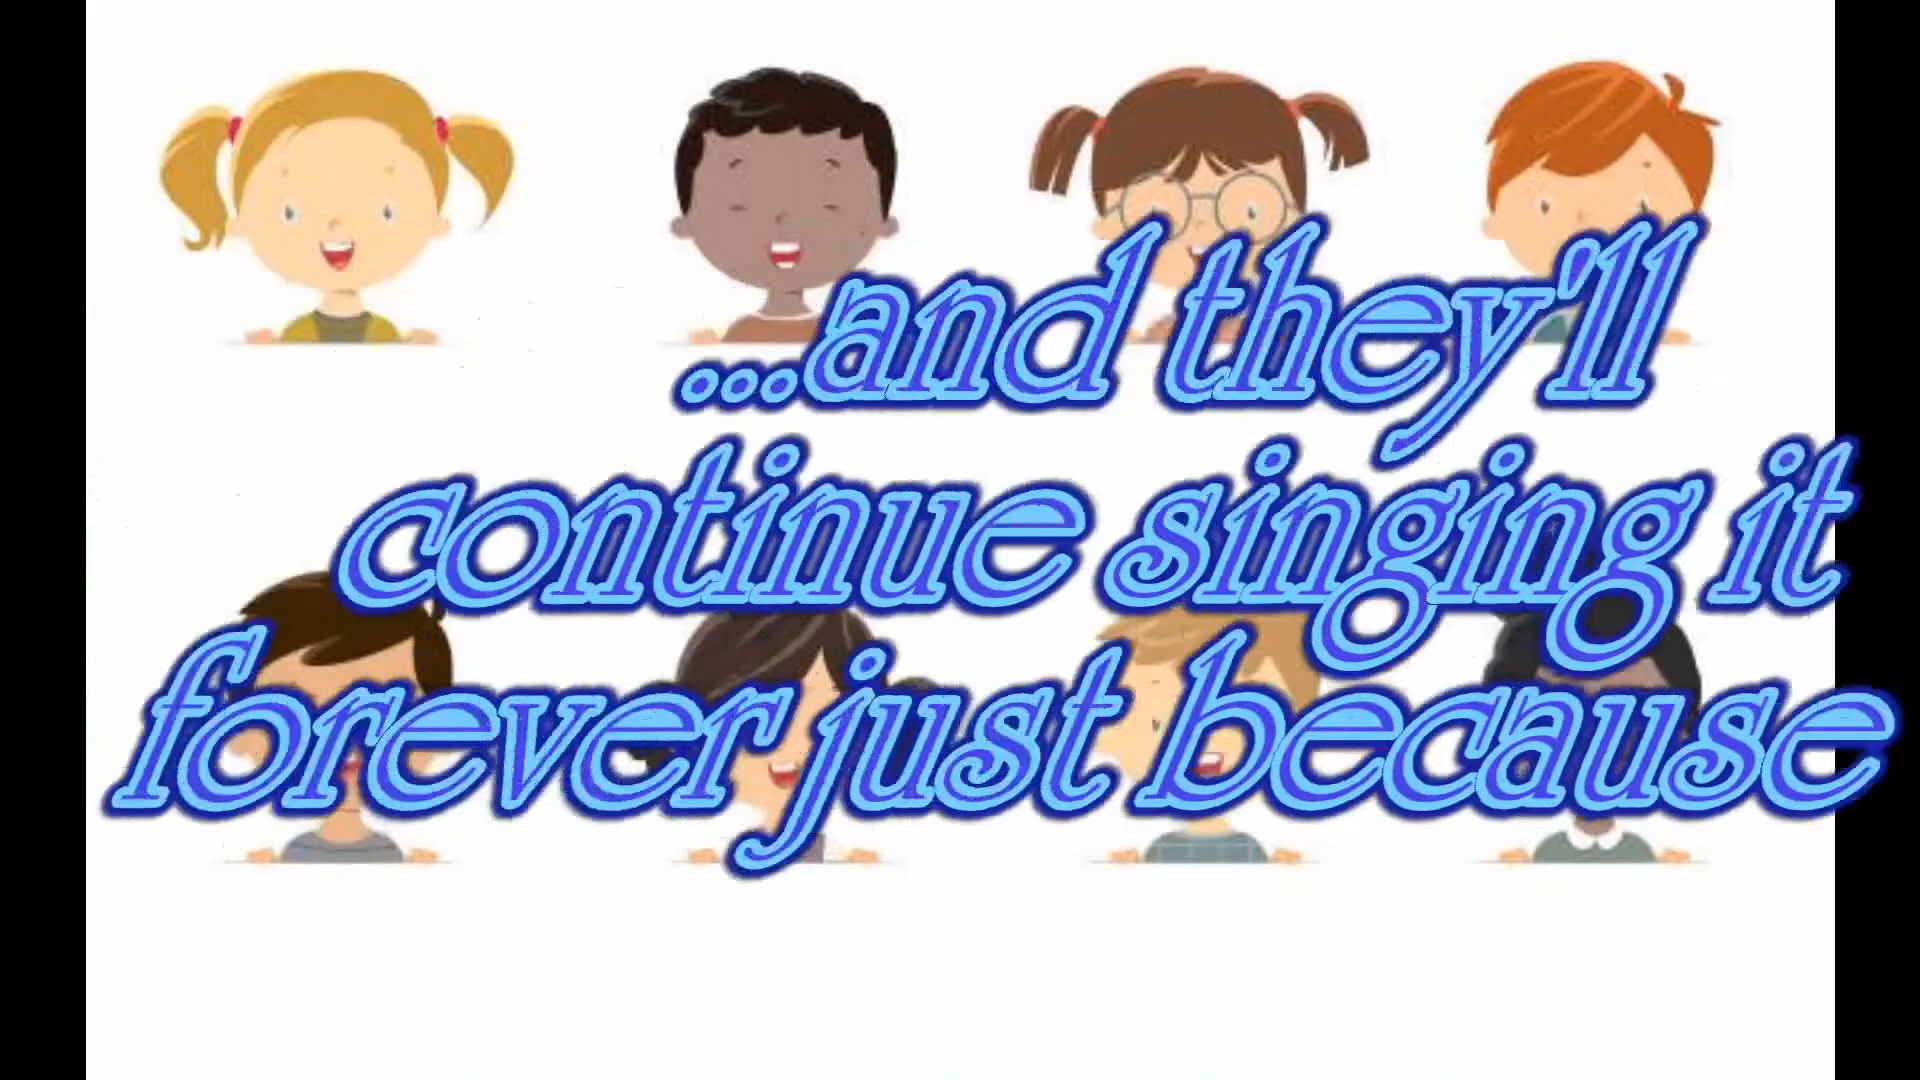 ...and they'll
continue singing it
forever just because